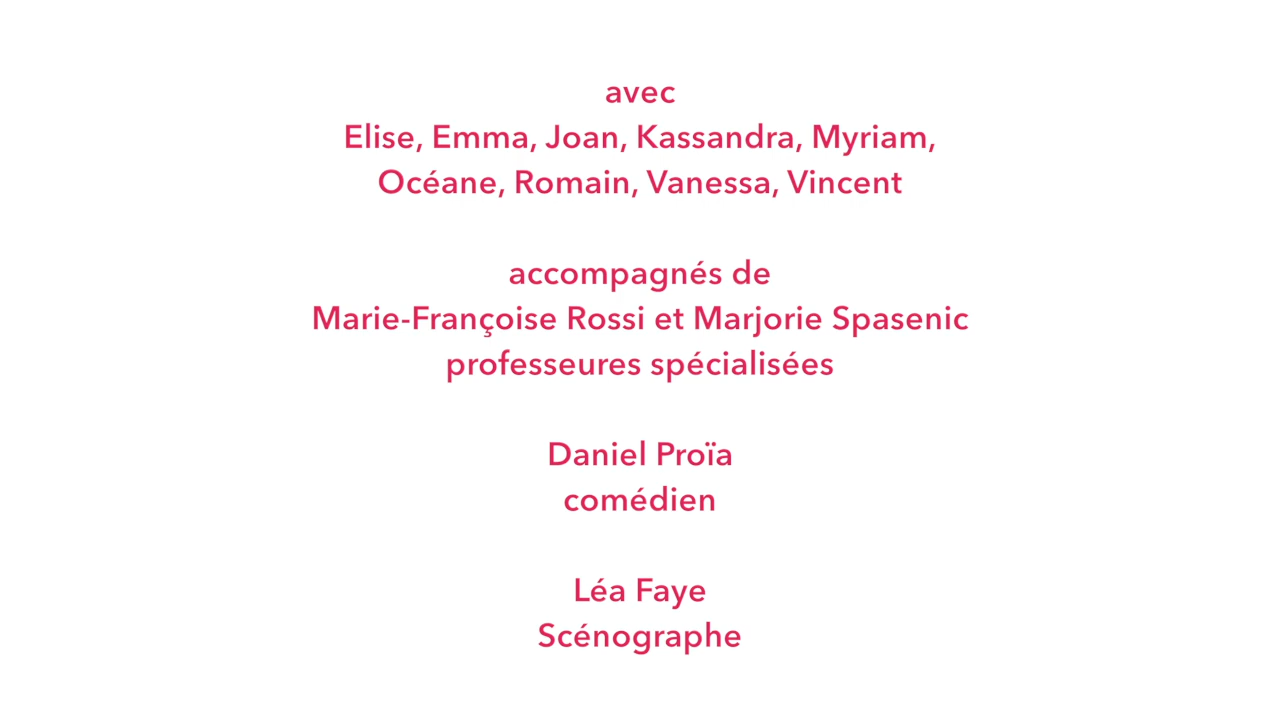 avec
Elise, Emma, Joan, Kassandra, Myriam,
Océane, Romain, Vanessa, Vincent
accompagnés de
Marie-Françoise Rossi et Marjorie Spasenic
professeures spécialisées
Daniel Proïa
comédien
Léa Faye
Scénographe